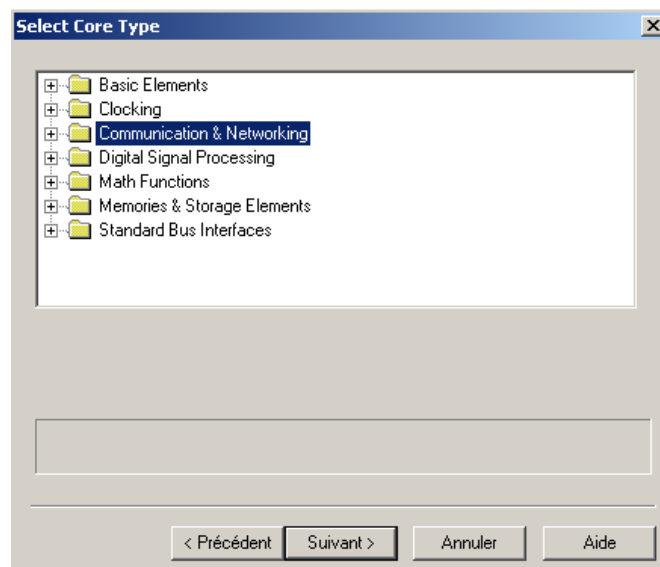 Select Core Type
Basic Elements
Clocking
Communication & Networking
Digital Signal Processing
Math Functions
Memories & Storage Elements
Standard Bus Interfaces
< Précédent Suivant > Annuler Aide